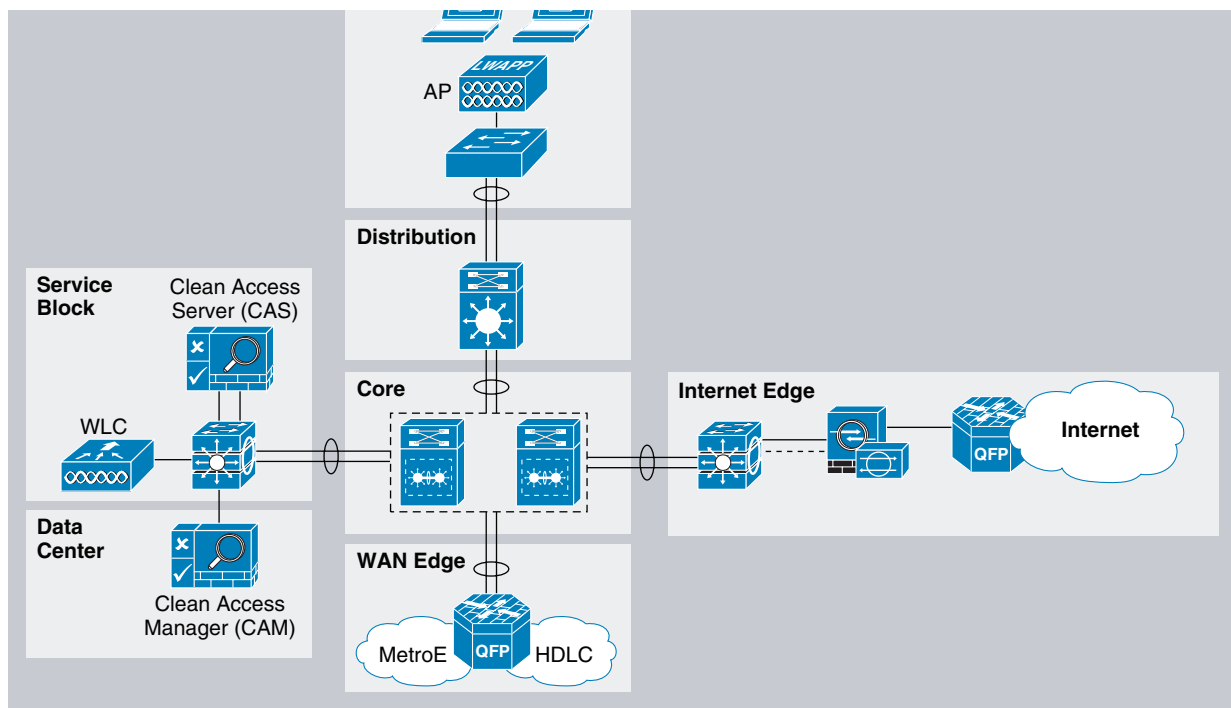 LWAPP
AP
Distribution
Service
Block
Clean Access
Server (CAS)
WLC
Core
Internet Edge
Internet
QFP
Data
Center
Clean Access
Manager (CAM)
WAN Edge
MetroE
QFP
HDLC